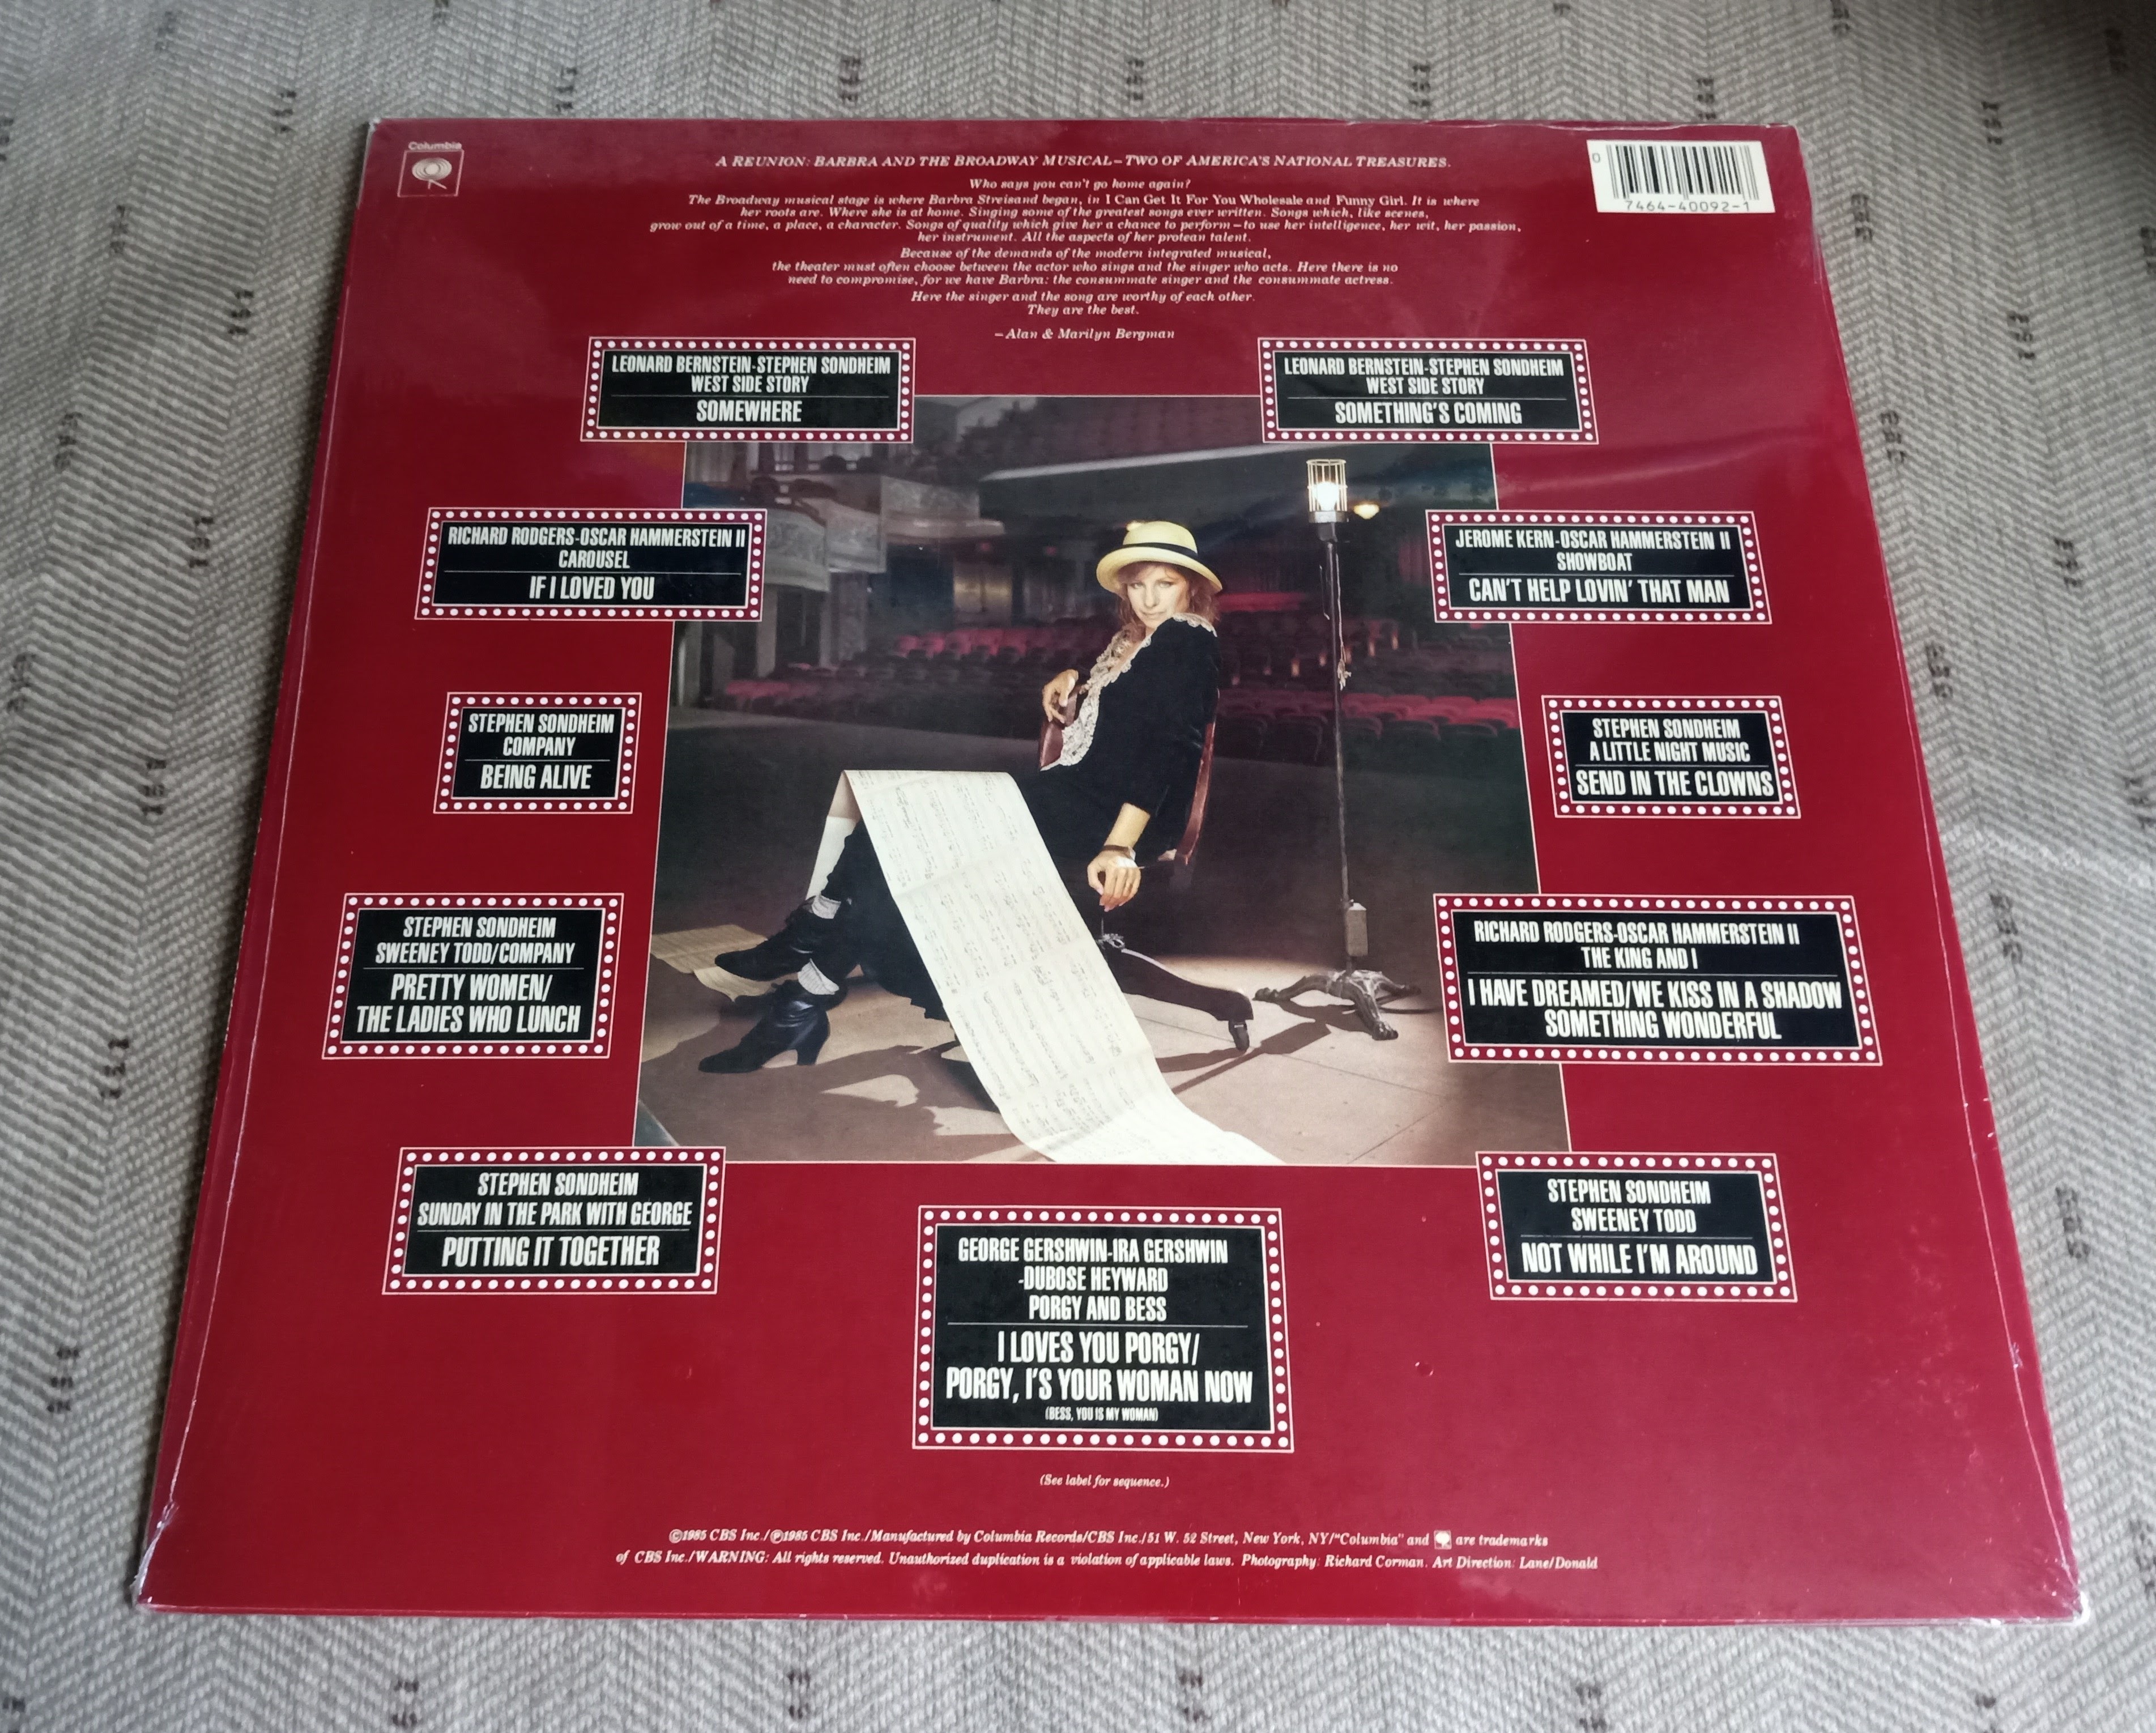 Columbia
A REUNION: BARBRA AND THE BROADWAY MUSICAL–TWO OF AMERICA'S NATIONAL TREASURES.
Who says you can't go home again?
The Broadway musical stage is where Barbra Streisand began, in I Can Get It For You Wholesale and Funny Girl. It is where
her roots are. Where she is at home. Singing some of the greatest songs ever written. Songs which, like scenes,
grow out of a time, a place, a character. Songs of quality which give her a chance to perform–to use her intelligence, her wit, her passion,
her instrument. All the aspects of her protean talent.
Because of the demands of the modern integrated musical,
the theater must often choose between the actor who sings and the singer who acts. Here there is no
need to compromise, for we have Barbra: the consummate singer and the consummate actress.
Here the singer and the song are worthy of each other.
They are the best.
–Alan & Marilyn Bergman
0
7464-40092-1
LEONARD BERNSTEIN-STEPHEN SONDHEIM
WEST SIDE STORY
SOMEWHERE
LEONARD BERNSTEIN-STEPHEN SONDHEIM
WEST SIDE STORY
SOMETHING'S COMING
RICHARD RODGERS-OSCAR HAMMERSTEIN II
CAROUSEL
IF I LOVED YOU
JEROME KERN-OSCAR HAMMERSTEIN II
SHOWBOAT
CAN'T HELP LOVIN' THAT MAN
STEPHEN SONDHEIM
COMPANY
BEING ALIVE
STEPHEN SONDHEIM
A LITTLE NIGHT MUSIC
SEND IN THE CLOWNS
STEPHEN SONDHEIM
SWEENEY TODD/COMPANY
PRETTY WOMEN/
THE LADIES WHO LUNCH
RICHARD RODGERS-OSCAR HAMMERSTEIN II
THE KING AND I
I HAVE DREAMED/WE KISS IN A SHADOW
SOMETHING WONDERFUL
STEPHEN SONDHEIM
SUNDAY IN THE PARK WITH GEORGE
PUTTING IT TOGETHER
GEORGE GERSHWIN-IRA GERSHWIN
-DUBOSE HEYWARD
PORGY AND BESS
I LOVES YOU PORGY/
PORGY, I'S YOUR WOMAN NOW
(BESS, YOU IS MY WOMAN)
STEPHEN SONDHEIM
SWEENEY TODD
NOT WHILE I'M AROUND
(See label for sequence.)
©1985 CBS Inc./℗1985 CBS Inc./Manufactured by Columbia Records/CBS Inc./51 W. 52 Street, New York, NY/"Columbia" and are trademarks
of CBS Inc./WARNING: All rights reserved. Unauthorized duplication is a violation of applicable laws. Photography: Richard Corman. Art Direction: Lane/Donald